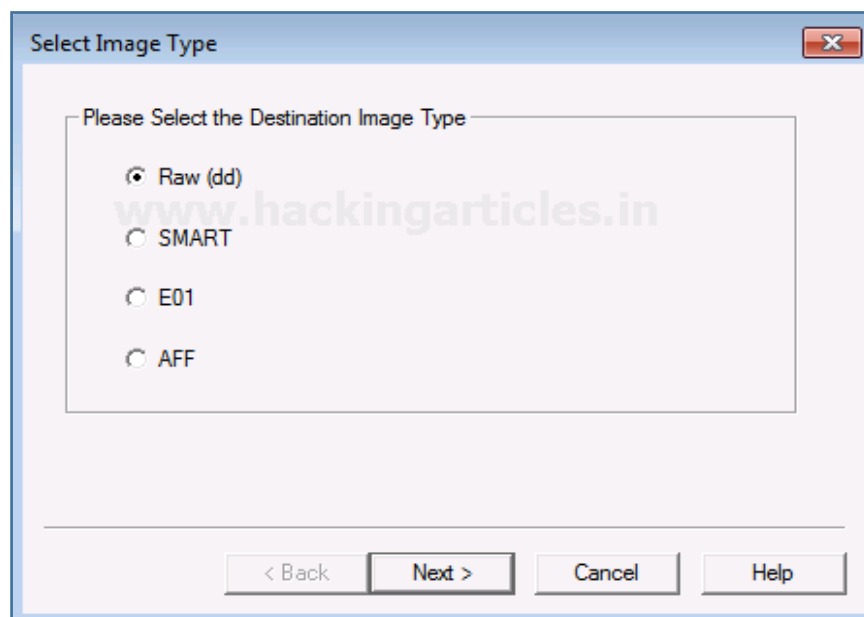 Select Image Type
Please Select the Destination Image Type
Raw (dd)
www.hackingarticles.in
SMART
E01
AFF
< Back
Next >
Cancel
Help